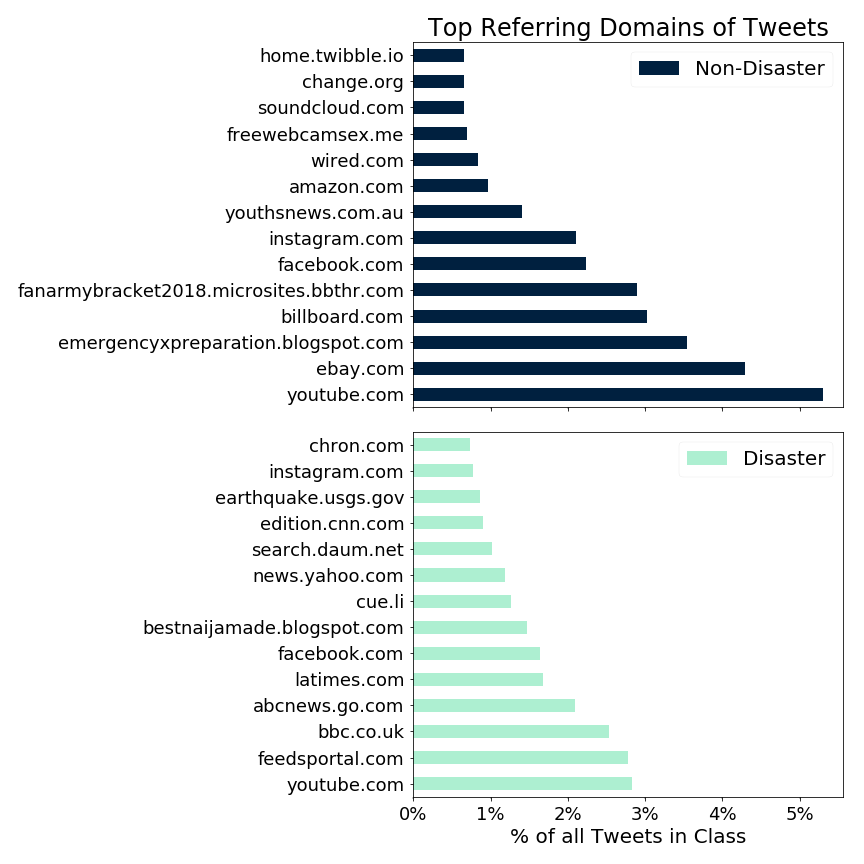 Top Referring Domains of Tweets
Non-Disaster
home.twibble.io
change.org
soundcloud.com
freewebcamsex.me
wired.com
amazon.com
youthsnews.com.au
instagram.com
facebook.com
fanarmybracket2018.microsites.bbthr.com
billboard.com
emergencyxpreparation.blogspot.com
ebay.com
youtube.com
Disaster
chron.com
instagram.com
earthquake.usgs.gov
edition.cnn.com
search.daum.net
news.yahoo.com
cue.li
bestnaijamade.blogspot.com
facebook.com
latimes.com
abcnews.go.com
bbc.co.uk
feedsportal.com
youtube.com
0% 1% 2% 3% 4% 5%
% of all Tweets in Class